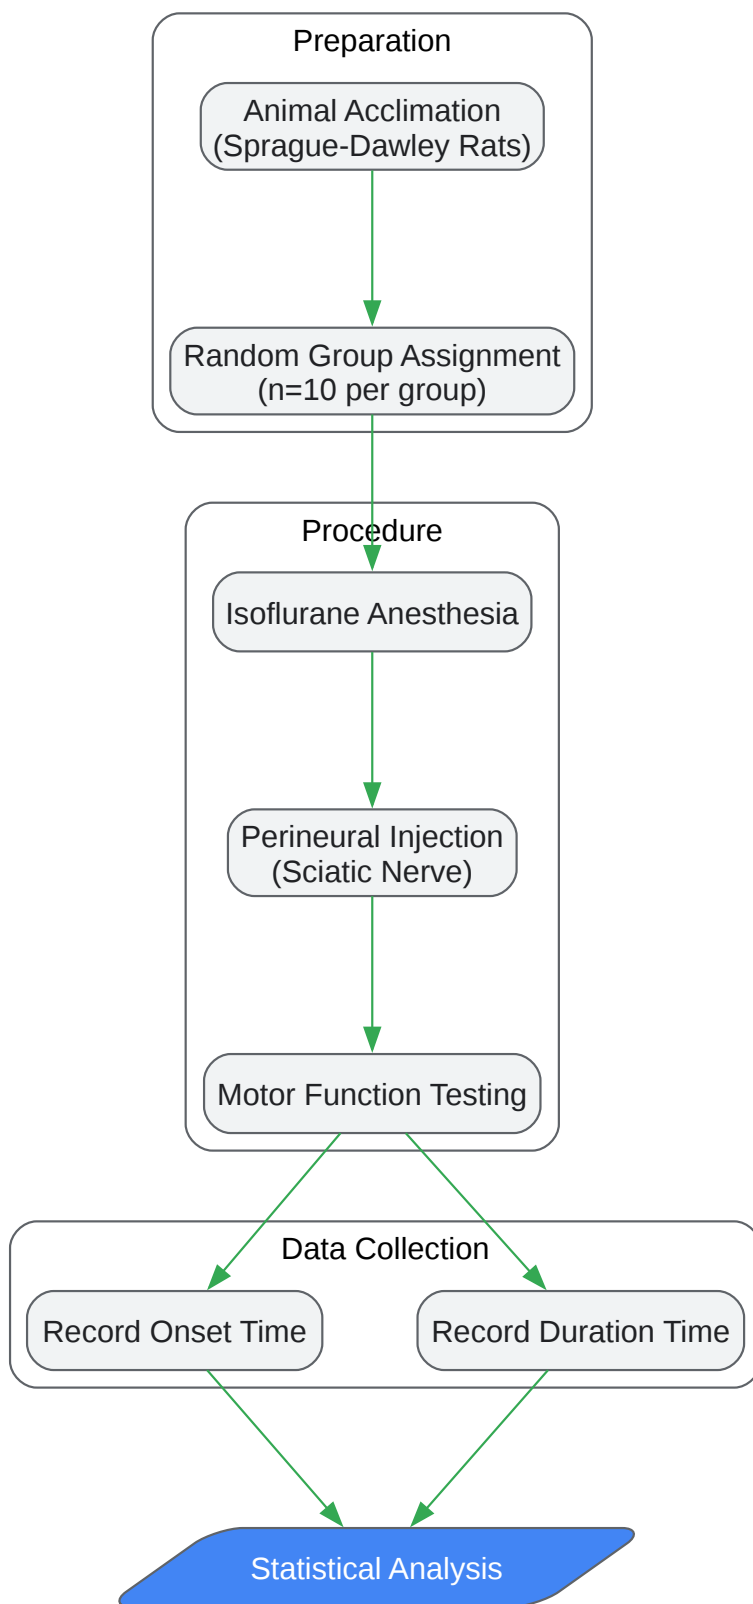 Preparation
Animal Acclimation
(Sprague-Dawley Rats)
Random Group Assignment
(n=10 per group)
Procedure
Isoflurane Anesthesia
Perineural Injection
(Sciatic Nerve)
Motor Function Testing
Data Collection
Record Onset Time
Record Duration Time
Statistical Analysis